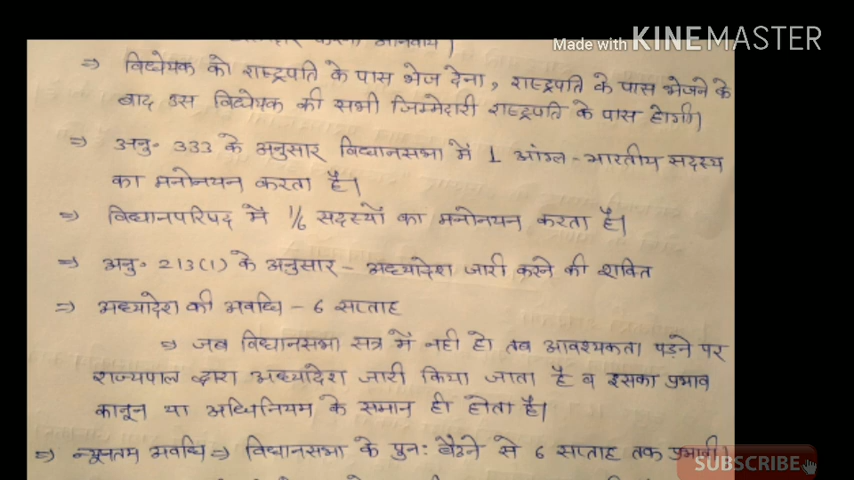 Made with KINEMASTER
करना अनिवार्य।
⇒ विधेयक को राष्ट्रपति के पास भेज देना, राष्ट्रपति के पास भेजने के
बाद उस विधेयक की सभी जिम्मेदारी राष्ट्रपति के पास होगी।
⇒ अनु॰ 333 के अनुसार विधानसभा में 1 आंग्ल-भारतीय सदस्य
का मनोनयन करता है।
⇒ विधानपरिषद में 1/6 सदस्यों का मनोनयन करता है।
⇒ अनु॰ 213(1) के अनुसार - अध्यादेश जारी करने की शक्ति
⇒ अध्यादेश की अवधि - 6 सप्ताह
⇒ जब विधानसभा सत्र में नही हो तब आवश्यकता पड़ने पर
राज्यपाल द्वारा अध्यादेश जारी किया जाता है व इसका प्रभाव
कानून या अधिनियम के समान ही होता है।
⇒ न्यूनतम अवधि ⇒ विधानसभा के पुनः बैठने से 6 सप्ताह तक प्रभावी।
SUBSCRIBE